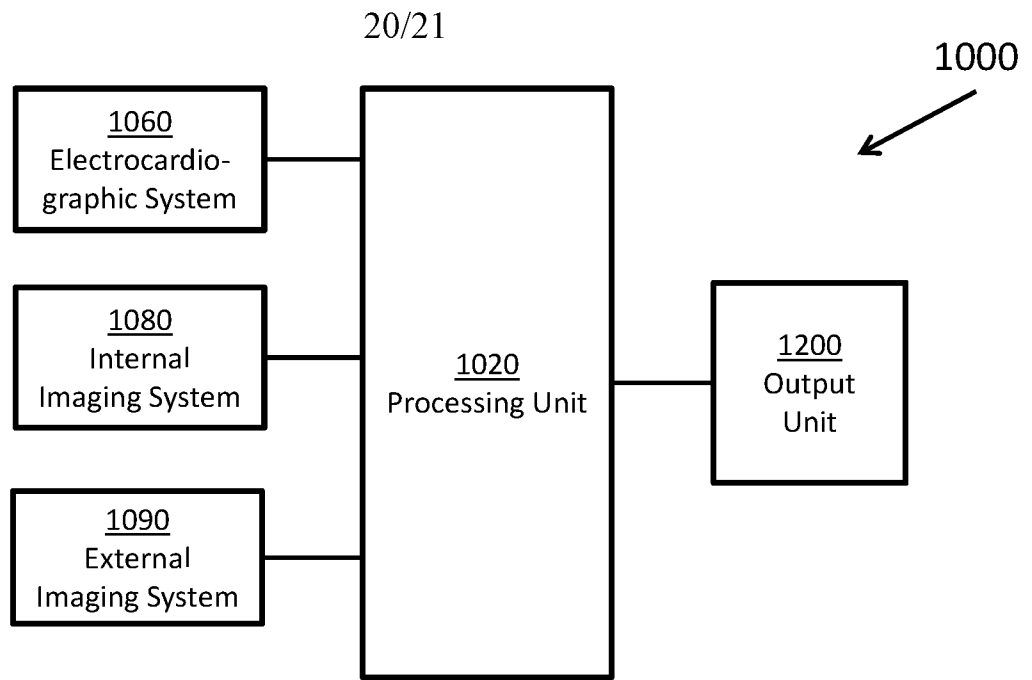 20/21
1000
1060
Electrocardio-
graphic System
1080
Internal
Imaging System
1090
External
Imaging System
1020
Processing Unit
1200
Output
Unit